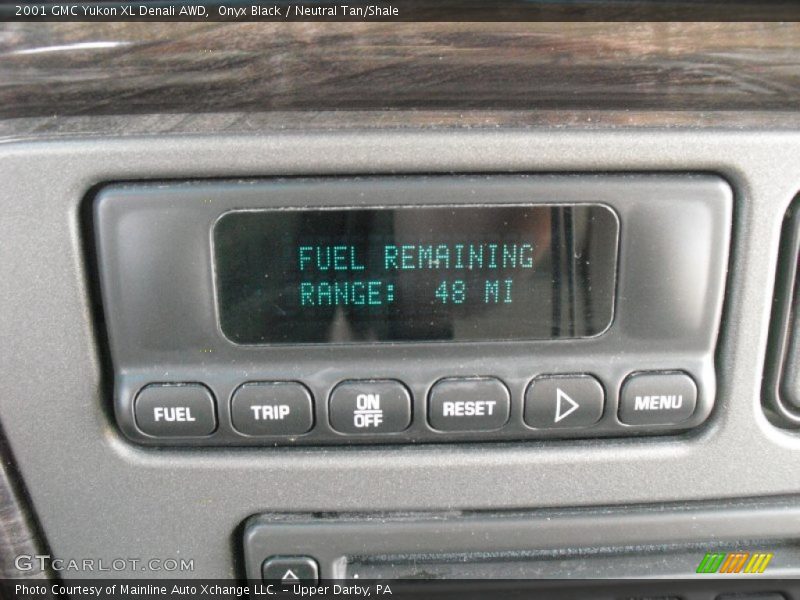 2001 GMC Yukon XL Denali AWD,  Onyx Black / Neutral Tan/Shale
FUEL REMAINING
RANGE:  48 MI
FUEL TRIP ON OFF RESET MENU
GTCARLOT.COM
Photo Courtesy of Mainline Auto Xchange LLC. - Upper Darby, PA